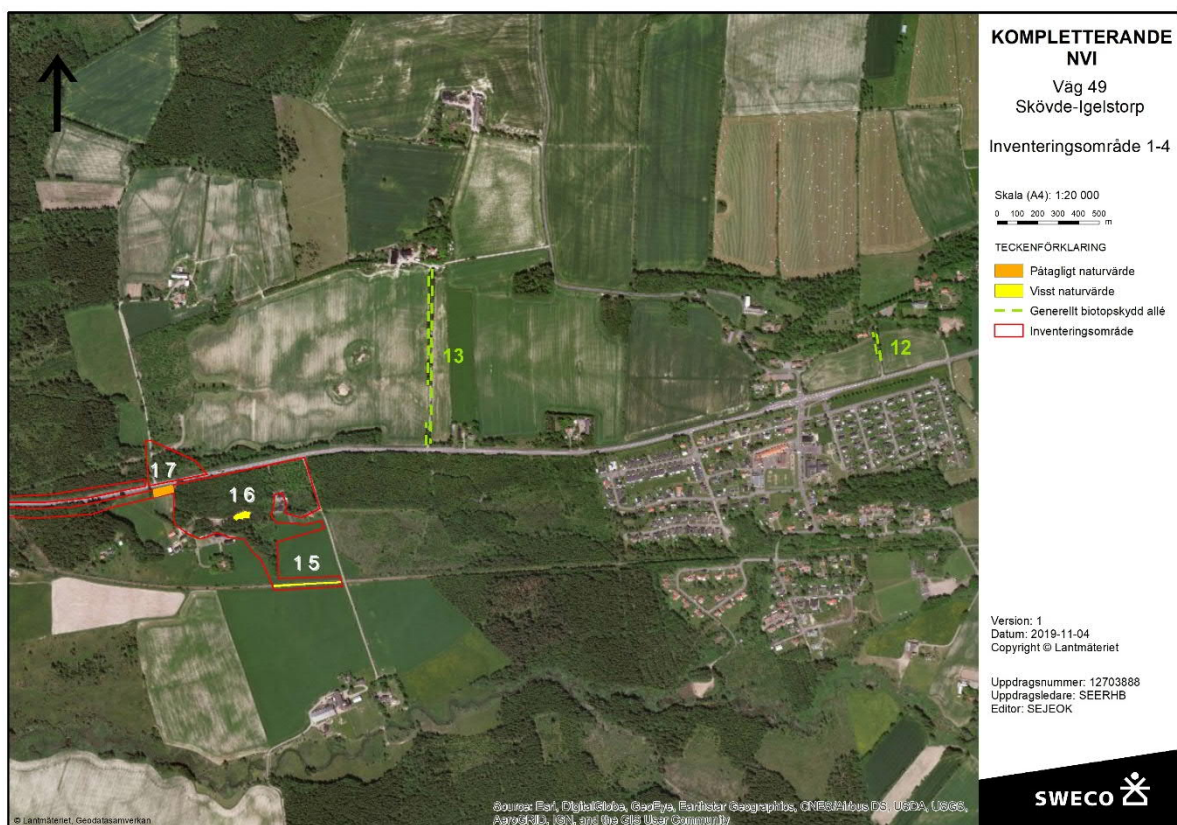 KOMPLETTERANDE
NVI
Väg 49
Skövde-Igelstorp
Inventeringsområde 1-4
Skala (A4): 1:20 000
0 100 200 300 400 500
m
TECKENFÖRKLARING
Påtagligt naturvärde
Visst naturvärde
Generellt biotopskydd allé
Inventeringsområde
13
12
17
16
15
Version: 1
Datum: 2019-11-04
Copyright © Lantmäteriet
Uppdragsnummer: 12703888
Uppdragsledare: SEERHB
Editor: SEJEOK
SWECO
© Lantmäteriet, Geodatasamverkan
Source: Esri, DigitalGlobe, GeoEye, Earthstar Geographics, CNES/Airbus DS, USDA, USGS,
AeroGRID, IGN, and the GIS User Community